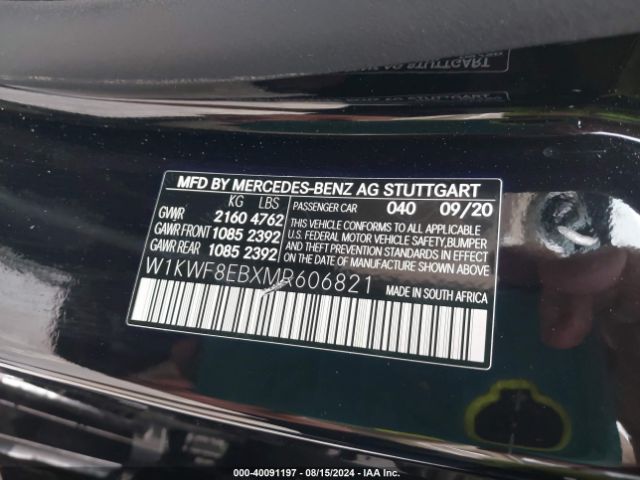 MFD BY MERCEDES-BENZ AG STUTTGART
KG LBS
GVWR 2160 4762
GAWR FRONT 1085 2392
GAWR REAR 1085 2392
PASSENGER CAR 040 09/20
THIS VEHICLE CONFORMS TO ALL APPLICABLE
U.S. FEDERAL MOTOR VEHICLE SAFETY, BUMPER
AND THEFT PREVENTION STANDARDS IN EFFECT
ON THE DATE OF MANUFACTURE SHOWN ABOVE.
W1KWF8EBXMR606821
MADE IN SOUTH AFRICA
000-40091197 - 08/15/2024 - IAA Inc.